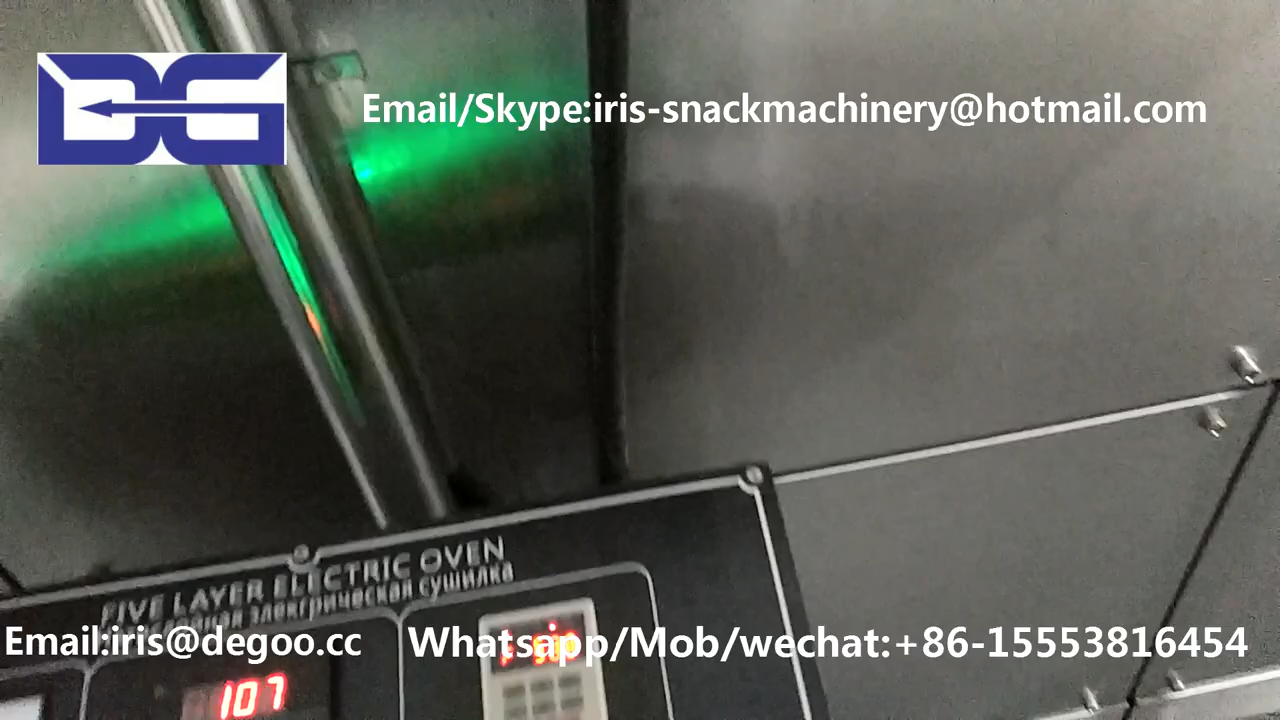 DG
Email/Skype:iris-snackmachinery@hotmail.com
FIVE LAYER ELECTRIC OVEN
электрическая сушилка
Email:iris@degoo.cc
Whatsapp/Mob/wechat:+86-15553816454
107